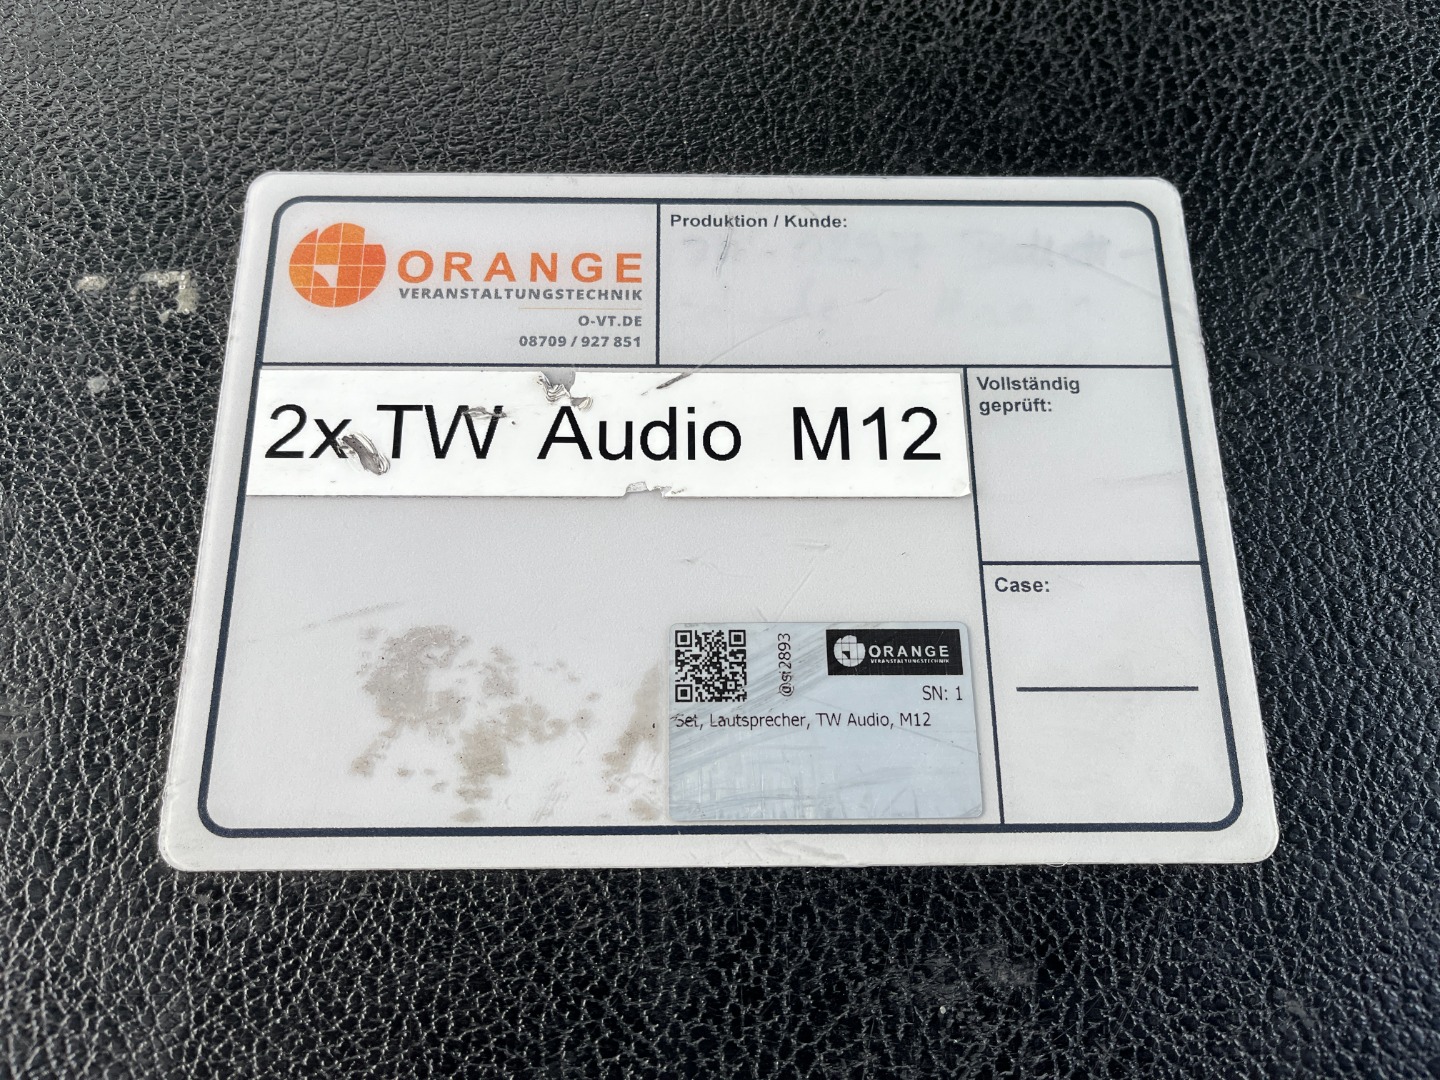 ORANGE
VERANSTALTUNGSTECHNIK
O-VT.DE
08709 / 927 851
Produktion / Kunde:
2x TW Audio M12
Vollständig
geprüft:
Case:
@st2893
ORANGE
VERANSTALTUNGSTECHNIK
SN: 1
Set, Lautsprecher, TW Audio, M12